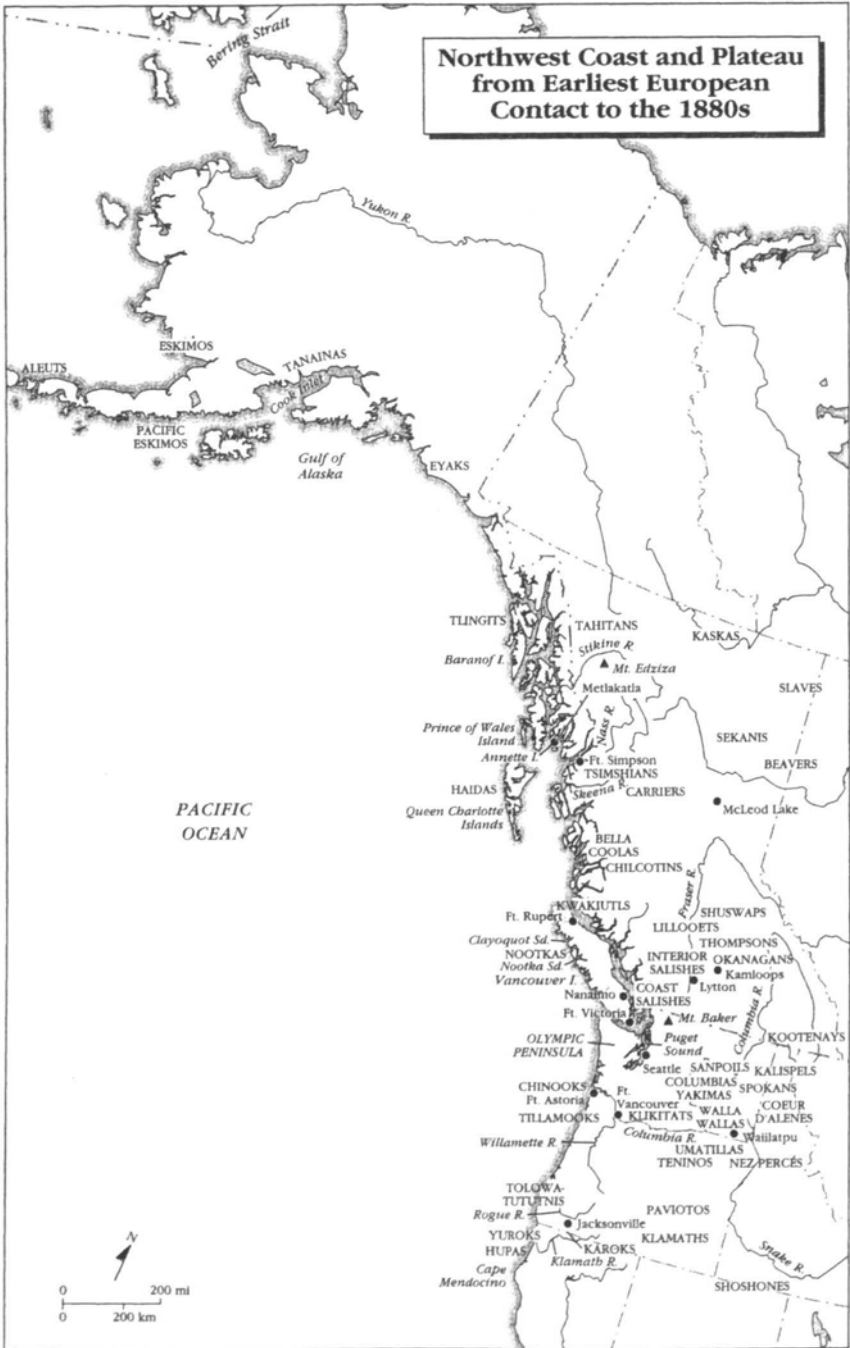 Northwest Coast and Plateau
from Earliest European
Contact to the 1880s
Bering Strait
Yukon R.
ESKIMOS
ALEUTS
TANAINAS
Cook Inlet
PACIFIC
ESKIMOS
Gulf of
Alaska
EYAKS
TLINGITS
TAHITANS
KASKAS
Stikine R.
Baranof I.
Mt. Edziza
Metlakatla
SLAVES
Prince of Wales
Island
Nass R.
SEKANIS
Annette I.
Ft. Simpson
BEAVERS
TSIMSHIANS
HAIDAS
Skeena R.
CARRIERS
McLeod Lake
Queen Charlotte
Islands
PACIFIC
OCEAN
BELLA
COOLAS
CHILCOTINS
Fraser R.
KWAKIUTLS
SHUSWAPS
Ft. Rupert
LILLOOETS
Clayoquot Sd.
THOMPSONS
NOOTKAS
INTERIOR
SALISHES
OKANAGANS
Nootka Sd.
Kamloops
Vancouver I.
Lytton
Nanaimo
COAST
SALISHES
Columbia R.
Ft. Victoria
Mt. Baker
KOOTENAYS
OLYMPIC
PENINSULA
Puget
Sound
Seattle
SANPOILS
KALISPELS
COLUMBIAS
SPOKANS
CHINOOKS
Ft. Astoria
Ft.
Vancouver
YAKIMAS
COEUR
D'ALENES
TILLAMOOKS
KLIKITATS
WALLA
WALLAS
Waiilatpu
Willamette R.
Columbia R.
UMATILLAS
TENINOS
NEZ PERCÉS
TOLOWA-
TUTUTNIS
Rogue R.
PAVIOTOS
Jacksonville
YUROKS
KLAMATHS
HUPAS
KAROKS
Klamath R.
Snake R.
Cape
Mendocino
SHOSHONES
N
0 200 mi
0 200 km